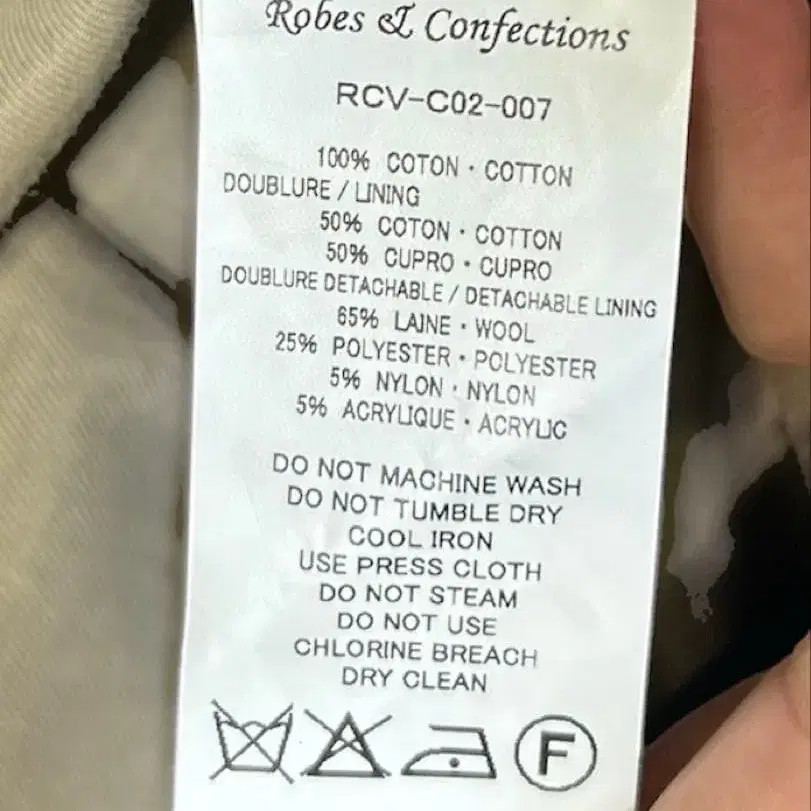 Robes & Confections
RCV-C02-007
100% COTON・COTTON
DOUBLURE / LINING
50% COTON・COTTON
50% CUPRO・CUPRO
DOUBLURE DETACHABLE / DETACHABLE LINING
65% LAINE・WOOL
25% POLYESTER・POLYESTER
5% NYLON・NYLON
5% ACRYLIQUE・ACRYLIC
DO NOT MACHINE WASH
DO NOT TUMBLE DRY
COOL IRON
USE PRESS CLOTH
DO NOT STEAM
DO NOT USE
CHLORINE BREACH
DRY CLEAN
F